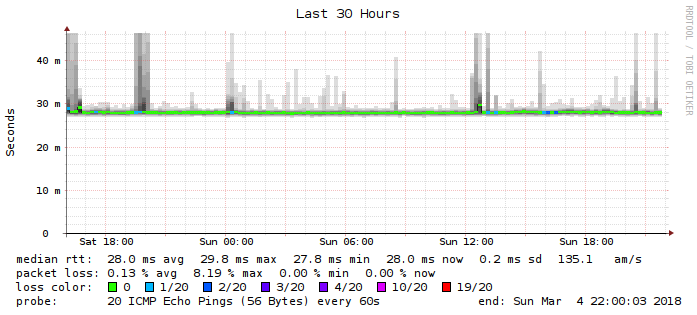 Last 30 Hours
RRDTOOL / TOBI OETIKER
Seconds
40 m
30 m
20 m
10 m
0
Sat 18:00 Sun 00:00 Sun 06:00 Sun 12:00 Sun 18:00
median rtt: 28.0 ms avg 29.8 ms max 27.8 ms min 28.0 ms now 0.2 ms sd 135.1 am/s
packet loss: 0.13 % avg 8.19 % max 0.00 % min 0.00 % now
loss color: 0 1/20 2/20 3/20 4/20 10/20 19/20
probe: 20 ICMP Echo Pings (56 Bytes) every 60s end: Sun Mar 4 22:00:03 2018